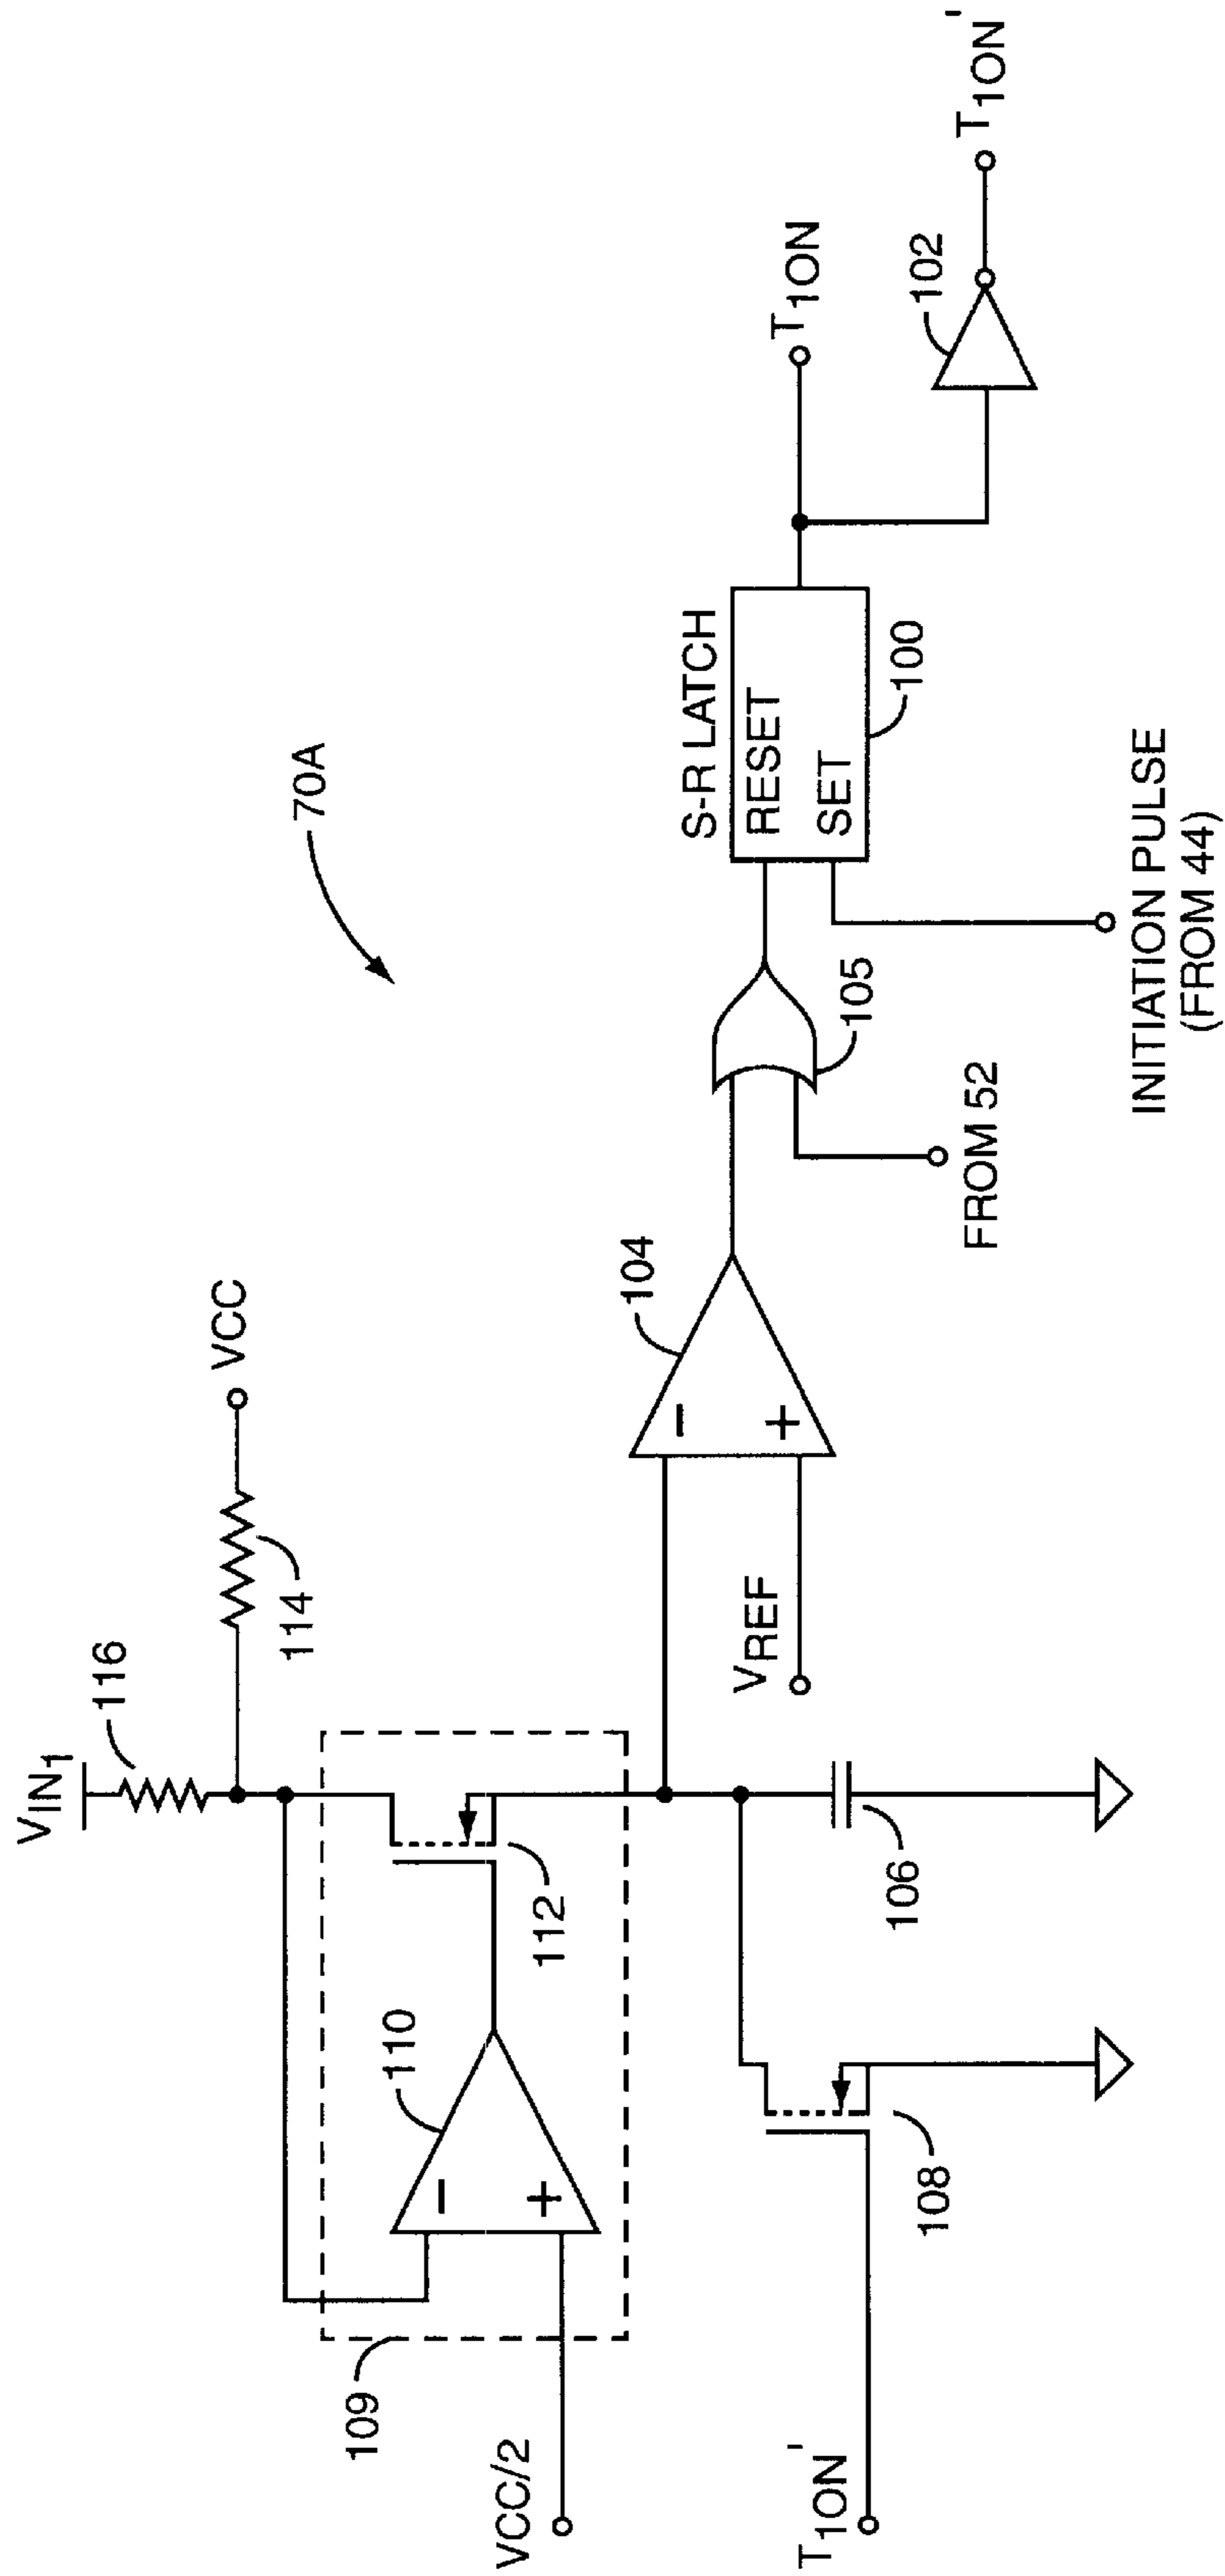 70A
VIN1
116
114
VCC
109
110
112
VCC/2
T1ON'
108
106
VREF
−
+
−
+
104
FROM 52
105
S-R LATCH
RESET
SET
100
INITIATION PULSE
(FROM 44)
T1ON
102
T1ON'